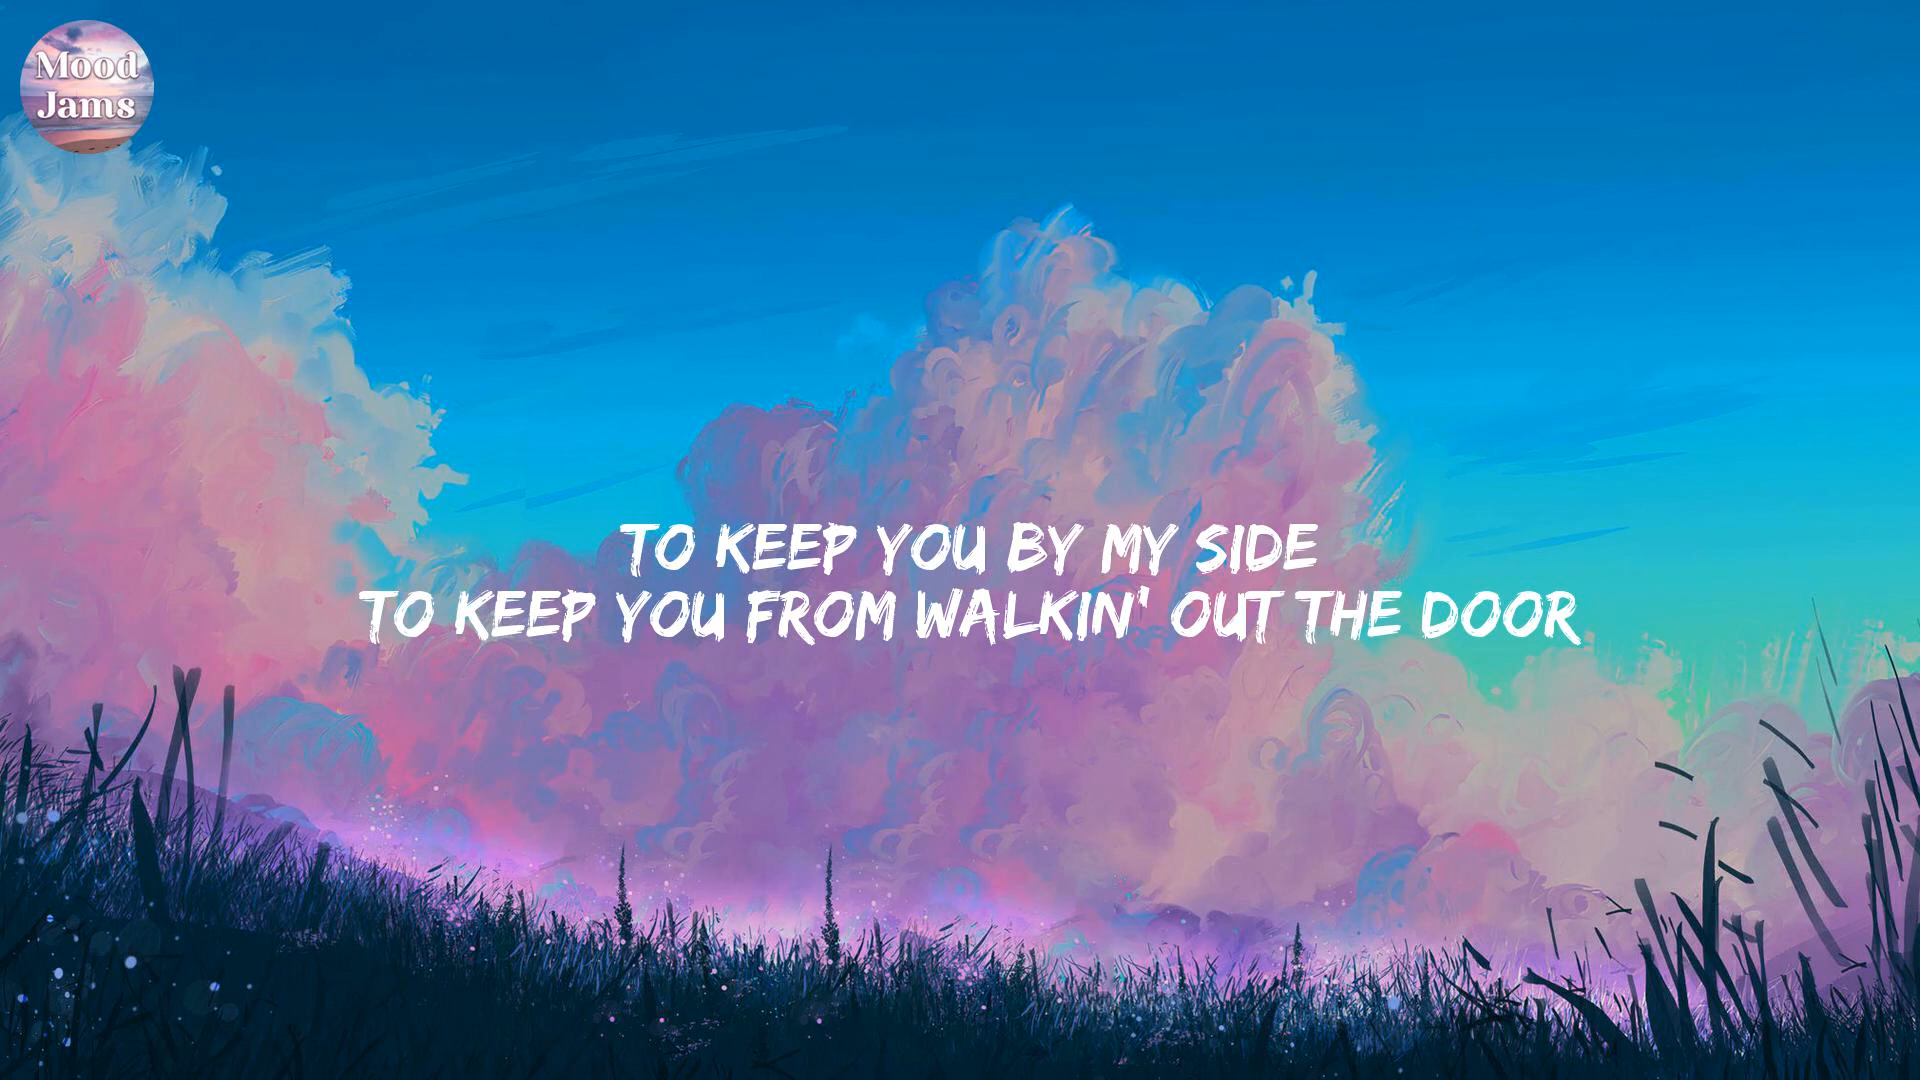 Mood
Jams
TO KEEP YOU BY MY SIDE
TO KEEP YOU FROM WALKIN' OUT THE DOOR